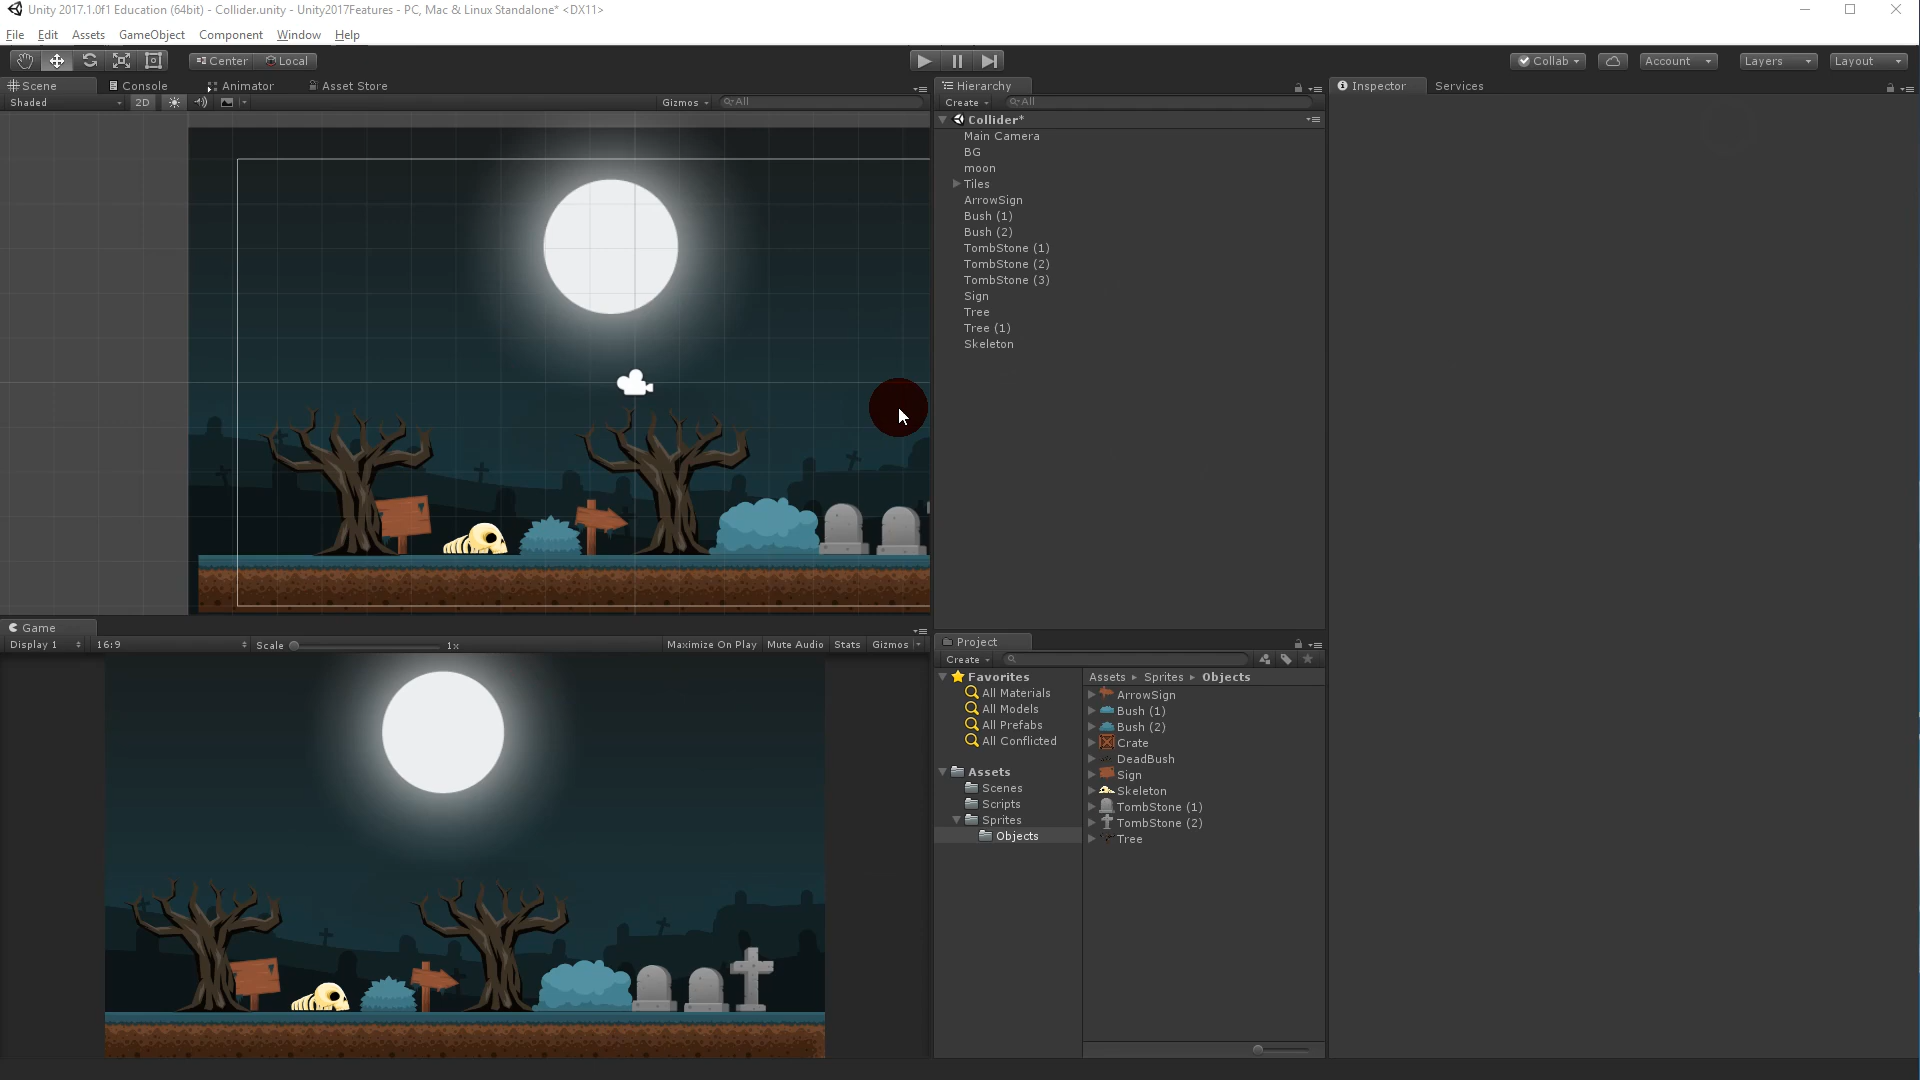 Unity 2017.1.0f1 Education (64bit) - Collider.unity - Unity2017Features - PC, Mac & Linux Standalone* <DX11>
File Edit Assets GameObject Component Window Help
Center Local
Collab Account Layers Layout
Scene Console Animator Asset Store
Shaded 2D Gizmos All
Hierarchy
Create All
Collider*
Main Camera
BG
moon
Tiles
ArrowSign
Bush (1)
Bush (2)
TombStone (1)
TombStone (2)
TombStone (3)
Sign
Tree
Tree (1)
Skeleton
Inspector Services
Game
Display 1 16:9 Scale 1x Maximize On Play Mute Audio Stats Gizmos
Project
Create
Favorites
All Materials
All Models
All Prefabs
All Conflicted
Assets
Scenes
Scripts
Sprites
Objects
Assets Sprites Objects
ArrowSign
Bush (1)
Bush (2)
Crate
DeadBush
Sign
Skeleton
TombStone (1)
TombStone (2)
Tree